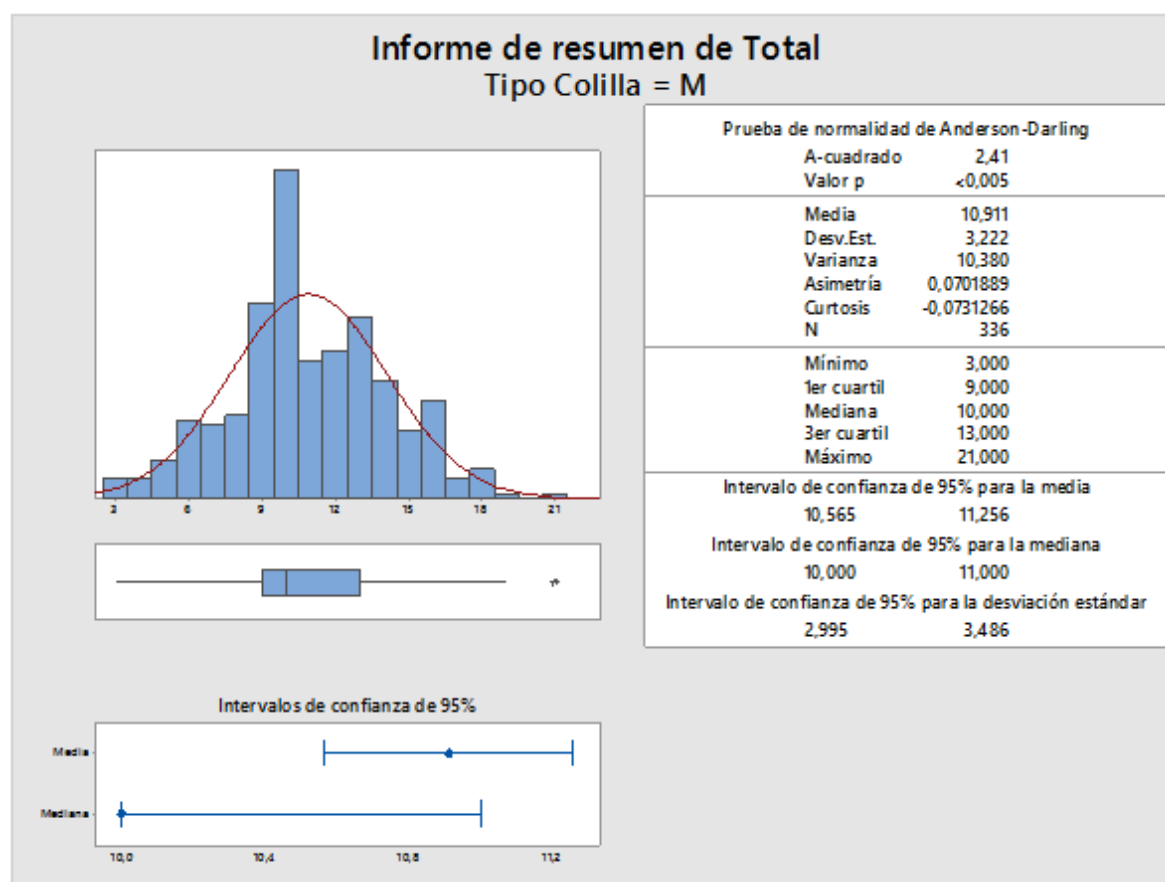 Informe de resumen de Total
Tipo Colilla = M
Prueba de normalidad de Anderson-Darling
A-cuadrado 2,41
Valor p <0,005
Media 10,911
Desv.Est. 3,222
Varianza 10,380
Asimetría 0,0701889
Curtosis -0,0731266
N 336
Mínimo 3,000
1er cuartil 9,000
Mediana 10,000
3er cuartil 13,000
Máximo 21,000
Intervalo de confianza de 95% para la media
10,565 11,256
Intervalo de confianza de 95% para la mediana
10,000 11,000
Intervalo de confianza de 95% para la desviación estándar
2,995 3,486
3 6 9 12 15 18 21
Intervalos de confianza de 95%
Media
Mediana
10,0 10,4 10,8 11,2